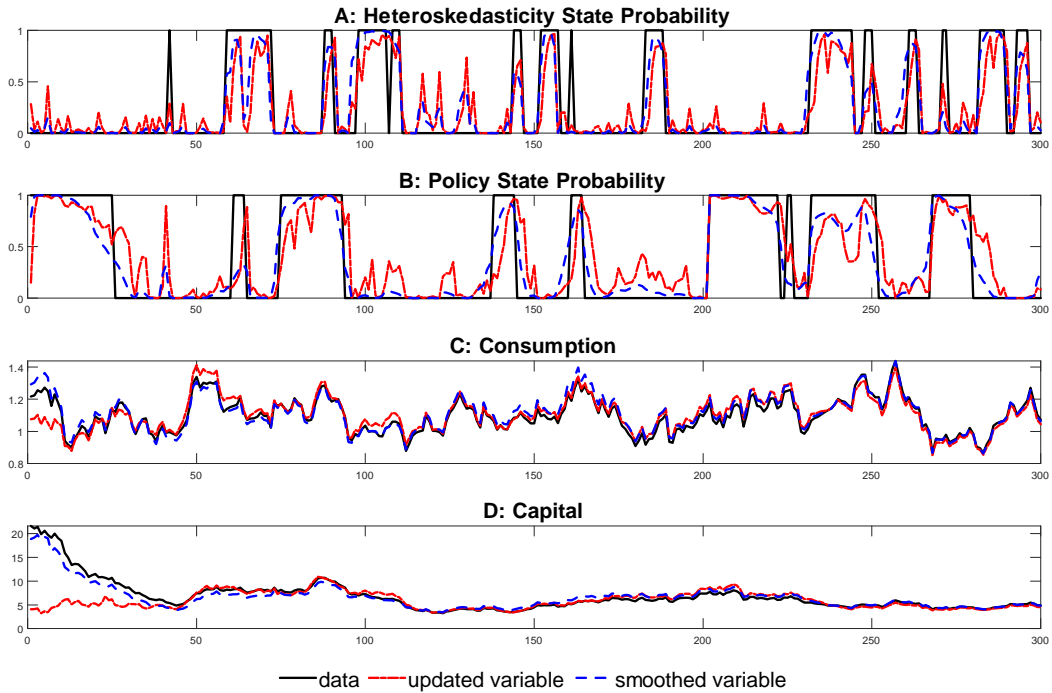 A: Heteroskedasticity State Probability
1
0.5
0
0 50 100 150 200 250 300
B: Policy State Probability
1
0.5
0
0 50 100 150 200 250 300
C: Consumption
1.4
1.2
1
0.8
0 50 100 150 200 250 300
D: Capital
20
15
10
5
0
0 50 100 150 200 250 300
data updated variable smoothed variable